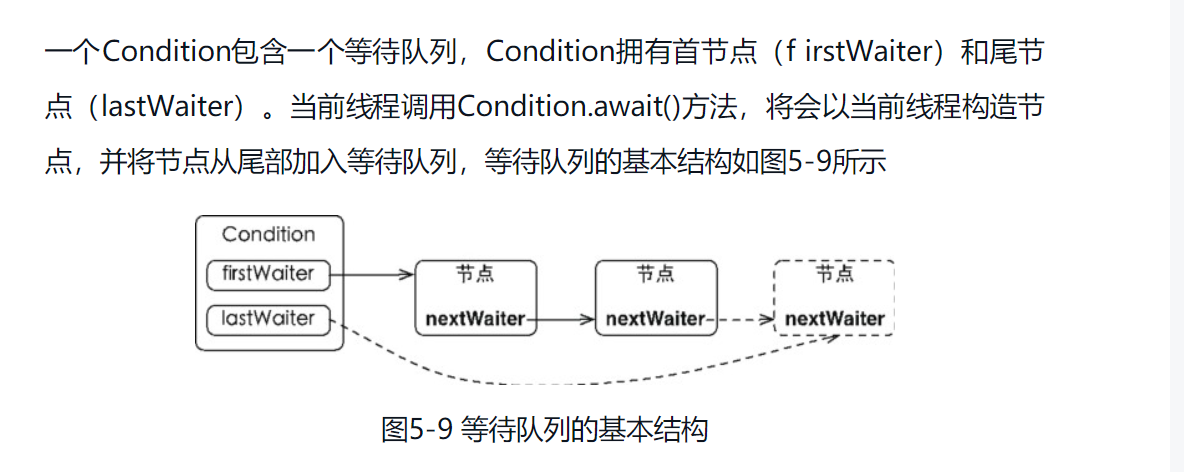 一个Condition包含一个等待队列，Condition拥有首节点（f irstWaiter）和尾节
点（lastWaiter）。当前线程调用Condition.await()方法，将会以当前线程构造节
点，并将节点从尾部加入等待队列，等待队列的基本结构如图5-9所示
Condition
firstWaiter
lastWaiter
节点
nextWaiter
节点
nextWaiter
节点
nextWaiter
图5-9 等待队列的基本结构